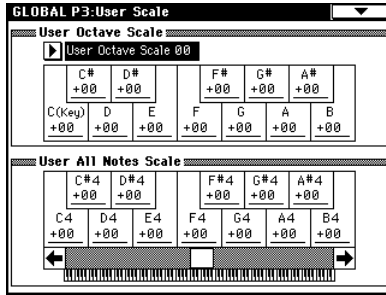 GLOBAL P3:User Scale
User Octave Scale
User Octave Scale 00
C# D# F# G# A#
+00 +00 +00 +00 +00
C(Key) D E F G A B
+00 +00 +00 +00 +00 +00 +00
User All Notes Scale
C#4 D#4 F#4 G#4 A#4
+00 +00 +00 +00 +00
C4 D4 E4 F4 G4 A4 B4
+00 +00 +00 +00 +00 +00 +00